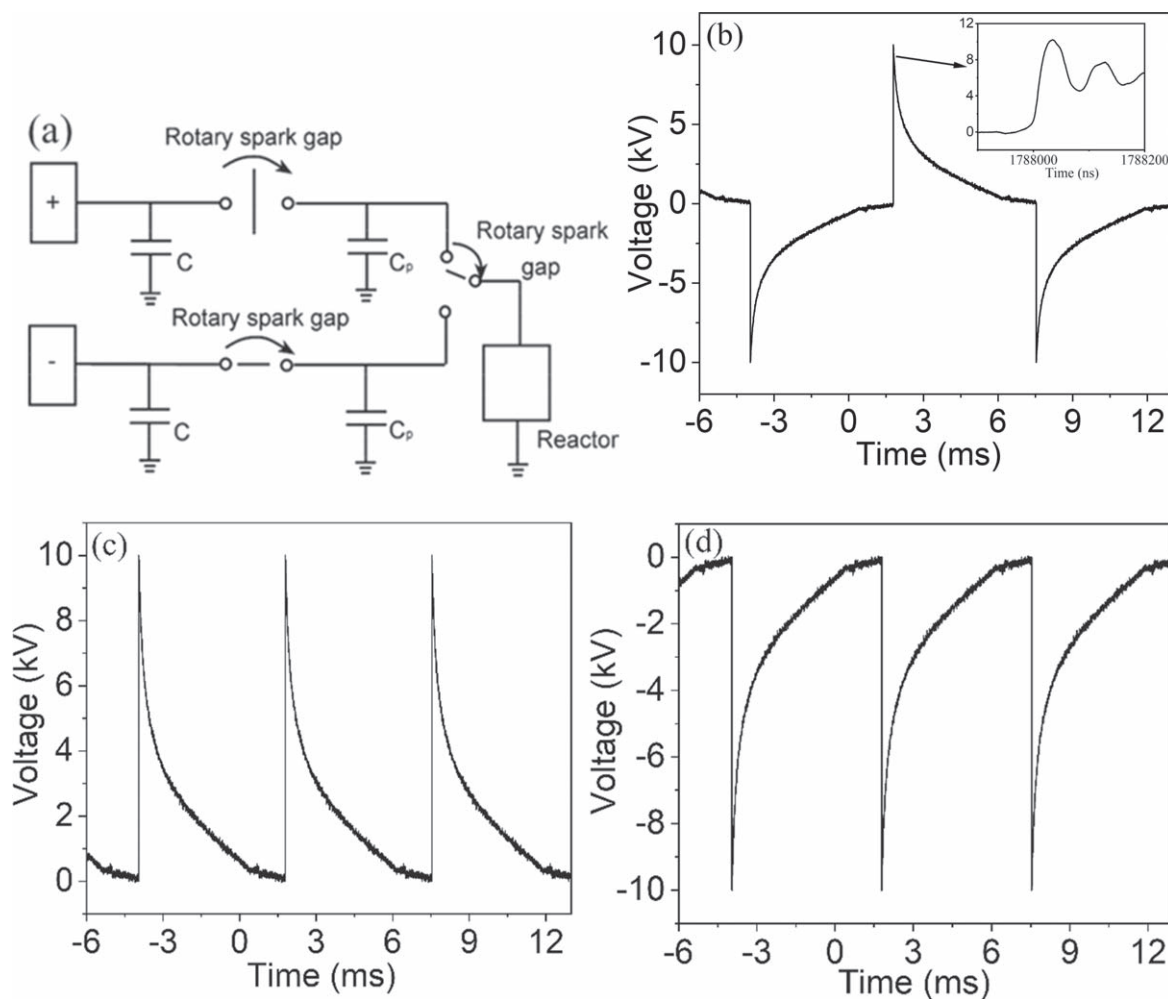 (a)
Rotary spark gap
+
C
Cₚ
Rotary spark
gap
Rotary spark gap
-
C
Cₚ
Reactor
(b)
Voltage (kV)
10
5
0
-5
-10
-6 -3 0 3 6 9 12
Time (ms)
12
8
4
0
1788000 1788200
Time (ns)
(c)
Voltage (kV)
10
8
6
4
2
0
-6 -3 0 3 6 9 12
Time (ms)
(d)
Voltage (kV)
0
-2
-4
-6
-8
-10
-6 -3 0 3 6 9 12
Time (ms)